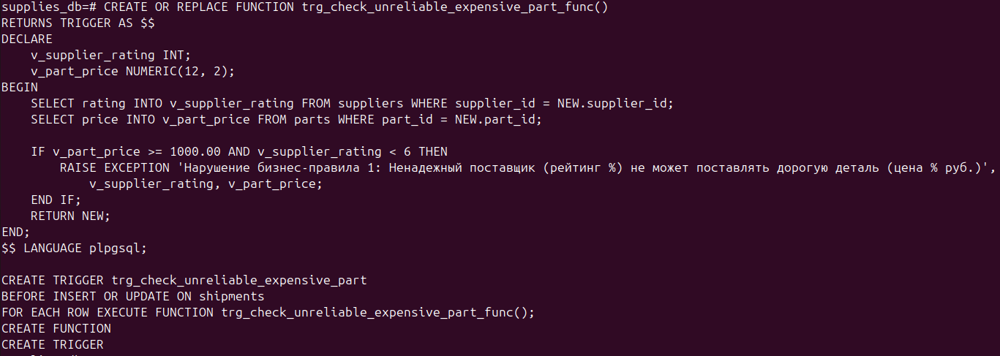 supplies_db=# CREATE OR REPLACE FUNCTION trg_check_unreliable_expensive_part_func()
RETURNS TRIGGER AS $$
DECLARE
    v_supplier_rating INT;
    v_part_price NUMERIC(12, 2);
BEGIN
    SELECT rating INTO v_supplier_rating FROM suppliers WHERE supplier_id = NEW.supplier_id;
    SELECT price INTO v_part_price FROM parts WHERE part_id = NEW.part_id;

    IF v_part_price >= 1000.00 AND v_supplier_rating < 6 THEN
        RAISE EXCEPTION 'Нарушение бизнес-правила 1: Ненадежный поставщик (рейтинг %) не может поставлять дорогую деталь (цена % руб.)',
            v_supplier_rating, v_part_price;
    END IF;
    RETURN NEW;
END;
$$ LANGUAGE plpgsql;

CREATE TRIGGER trg_check_unreliable_expensive_part
BEFORE INSERT OR UPDATE ON shipments
FOR EACH ROW EXECUTE FUNCTION trg_check_unreliable_expensive_part_func();
CREATE FUNCTION
CREATE TRIGGER